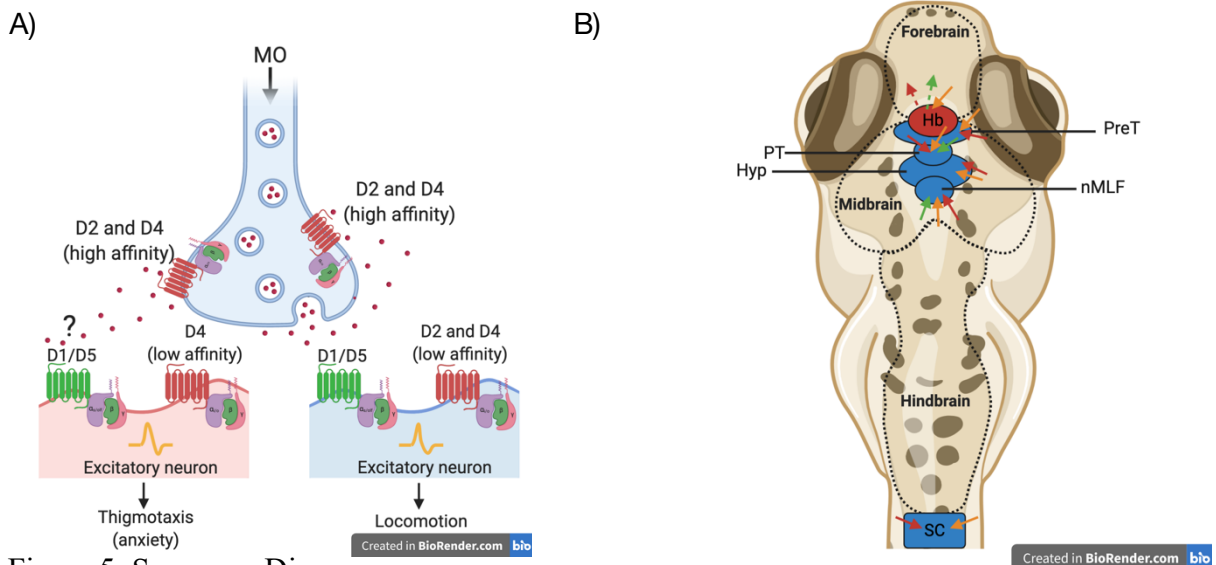 A)
MO
D2 and D4
(high affinity)
D2 and D4
(high affinity)
?
D1/D5
D4
(low affinity)
D1/D5
D2 and D4
(low affinity)
β
γ
β
γ
β
γ
β
γ
Excitatory neuron
Excitatory neuron
Thigmotaxis
(anxiety)
Locomotion
Created in BioRender.com bio
B)
Forebrain
Hb
PreT
PT
Hyp
nMLF
Midbrain
Hindbrain
SC
Created in BioRender.com bio